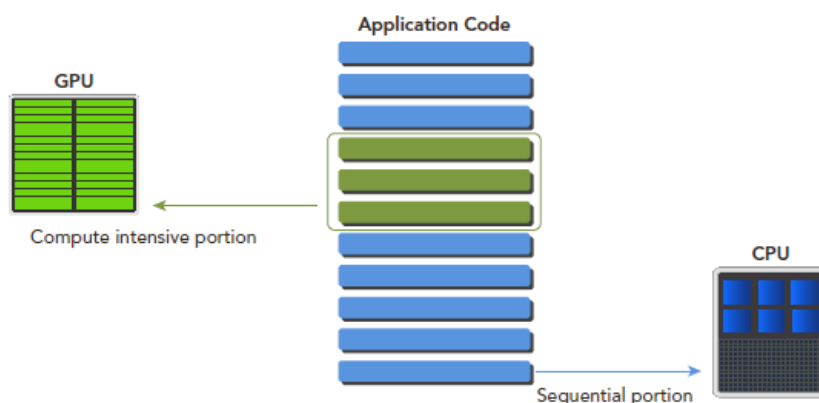 Application Code
GPU
Compute intensive portion
CPU
Sequential portion